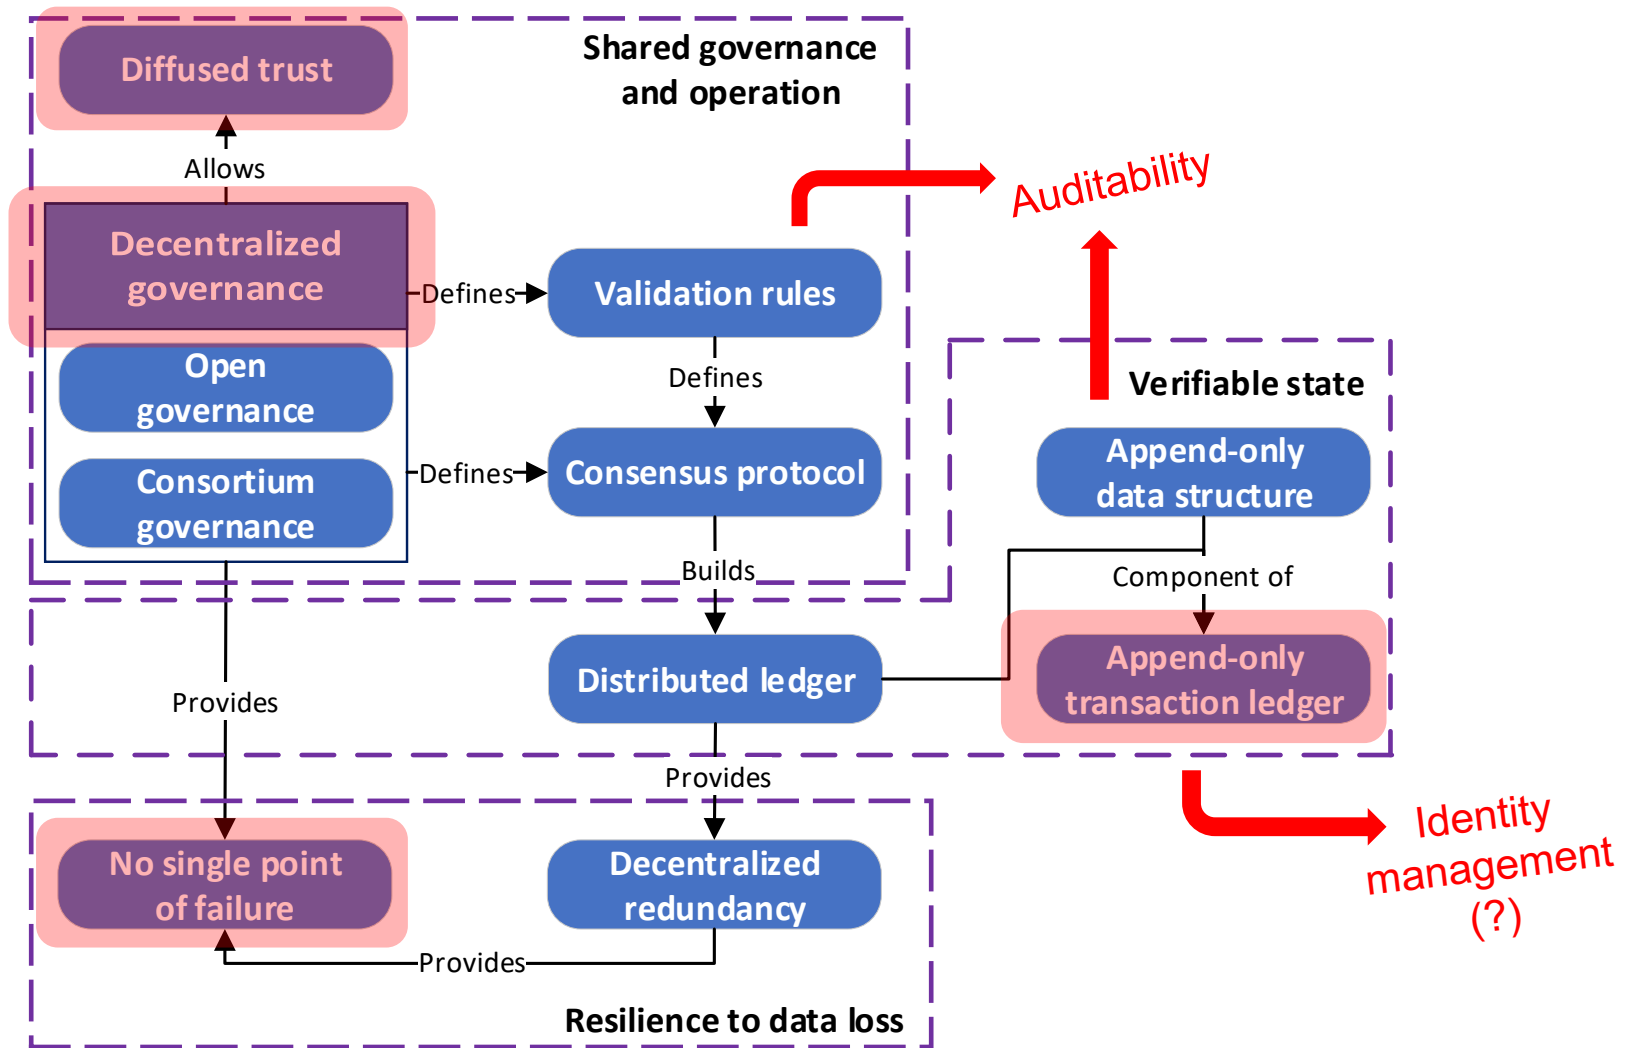 Shared governance
and operation
Diffused trust
Allows
Decentralized
governance
Defines
Validation rules
Auditability
Open
governance
Defines
Verifiable state
Consortium
governance
Defines
Consensus protocol
Append-only
data structure
Builds
Component of
Provides
Distributed ledger
Append-only
transaction ledger
Provides
Identity
management
(?)
No single point
of failure
Decentralized
redundancy
Provides
Resilience to data loss